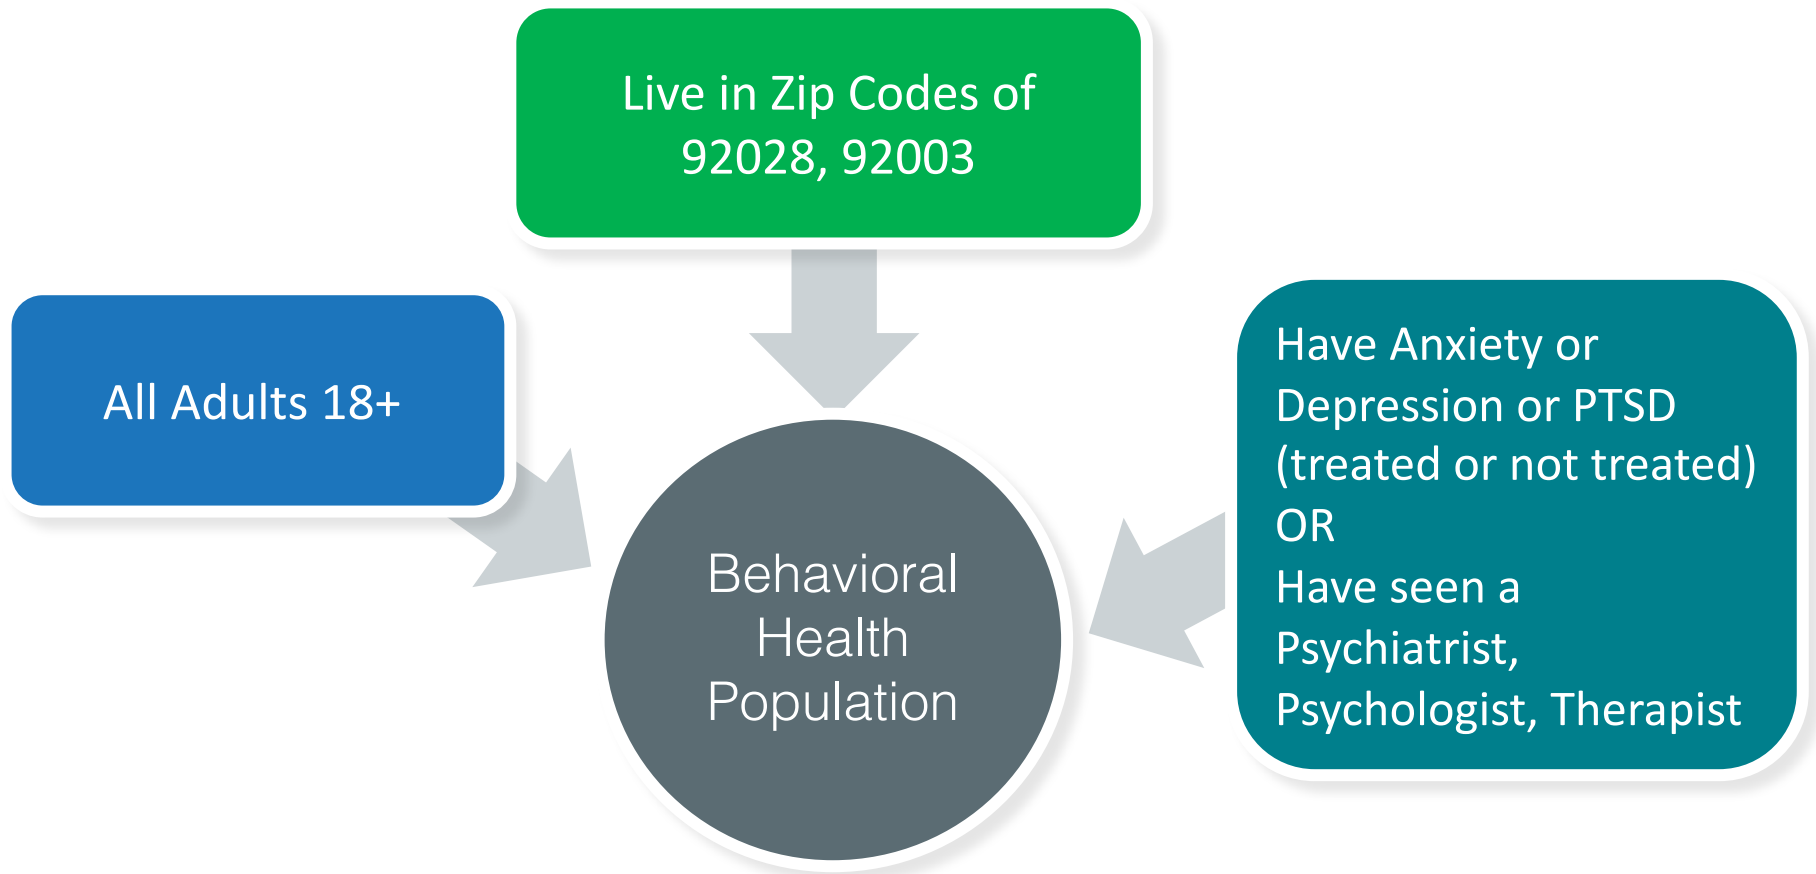 Live in Zip Codes of
92028, 92003
All Adults 18+
Have Anxiety or
Depression or PTSD
(treated or not treated)
OR
Have seen a
Psychiatrist,
Psychologist, Therapist
Behavioral
Health
Population